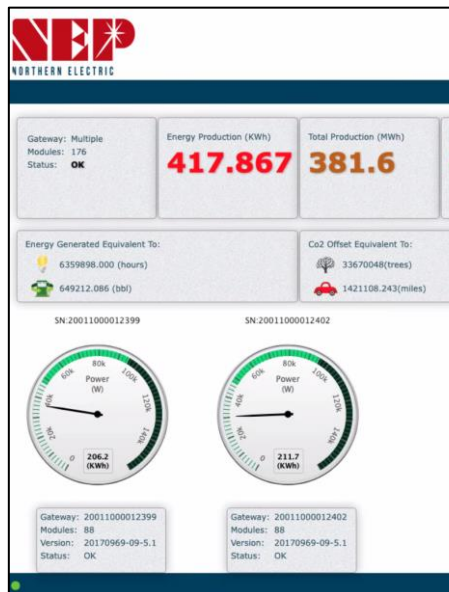 NEP
NORTHERN ELECTRIC
Gateway: Multiple
Modules: 176
Status: OK
Energy Production (KWh)
417.867
Total Production (MWh)
381.6
Energy Generated Equivalent To:
6359898.000 (hours)
649212.086 (bbl)
Co2 Offset Equivalent To:
33670048(trees)
1421108.243(miles)
SN:20011000012399
0
20k
40k
60k
80k
100k
120k
140k
Power
(W)
206.2
(KWh)
SN:20011000012402
0
20k
40k
60k
80k
100k
120k
140k
Power
(W)
211.7
(KWh)
Gateway: 20011000012399
Modules: 88
Version: 20170969-09-5.1
Status: OK
Gateway: 20011000012402
Modules: 88
Version: 20170969-09-5.1
Status: OK